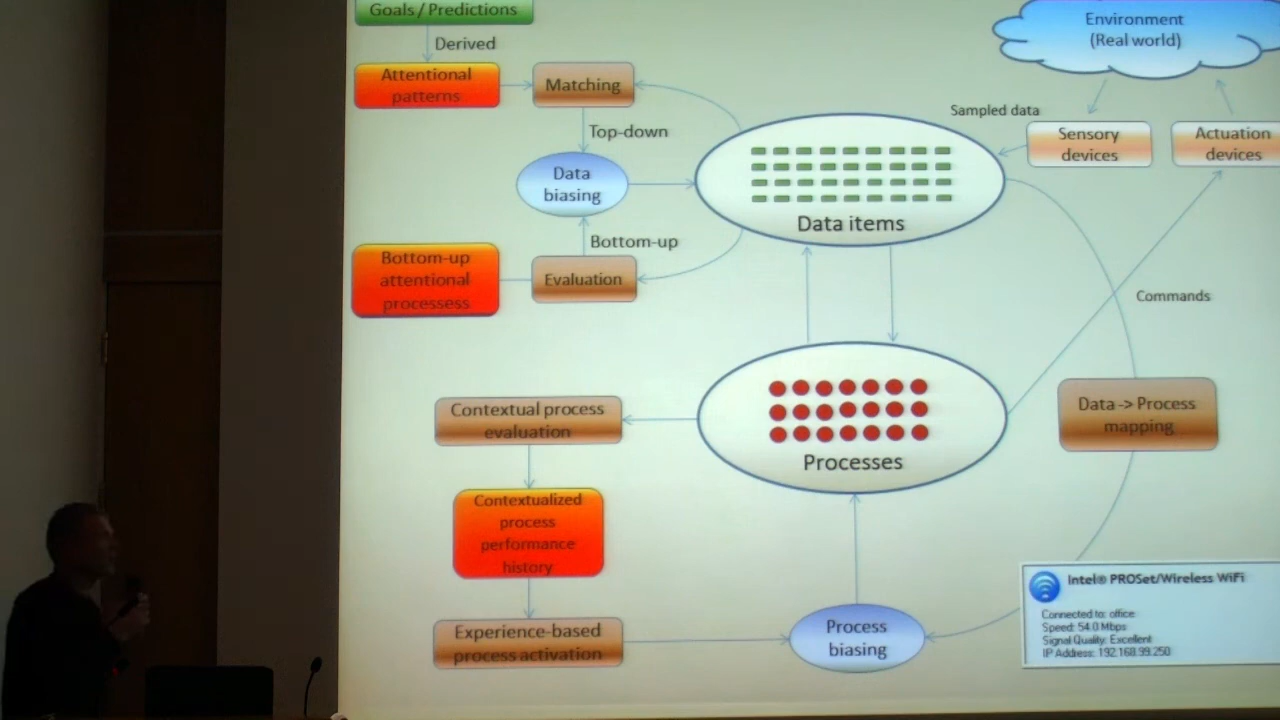 Goals / Predictions
Derived
Attentional
patterns
Matching
Top-down
Data
biasing
Bottom-up
Bottom-up
attentional
processess
Evaluation
Data items
Environment
(Real world)
Sampled data
Sensory
devices
Actuation
devices
Commands
Data -> Process
mapping
Processes
Contextual process
evaluation
Contextualized
process
performance
history
Experience-based
process activation
Process
biasing
Intel® PROSet/Wireless WiFi
Connected to: office
Speed: 54.0 Mbps
Signal Quality: Excellent
IP Address: 192.168.99.250